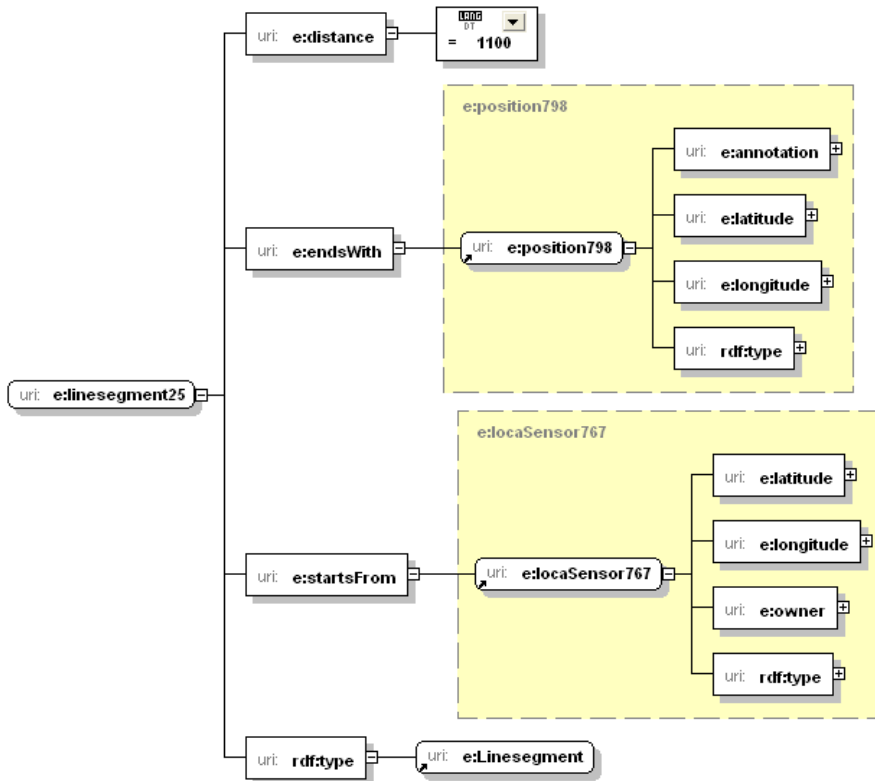 uri: e:distance
LANG
DT
= 1100
e:position798
uri: e:annotation
uri: e:latitude
uri: e:endsWith
uri: e:position798
uri: e:longitude
uri: rdf:type
uri: e:linesegment25
e:locaSensor767
uri: e:latitude
uri: e:longitude
uri: e:startsFrom
uri: e:locaSensor767
uri: e:owner
uri: rdf:type
uri: rdf:type
uri: e:Linesegment